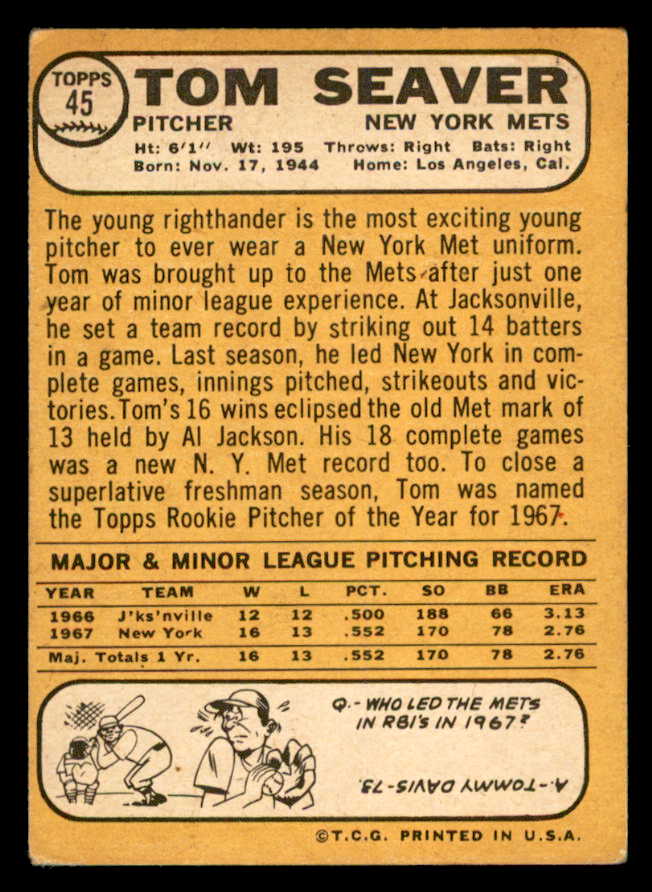 TOPPS
45
TOM SEAVER
PITCHER NEW YORK METS
Ht: 6'1" Wt: 195 Throws: Right Bats: Right
Born: Nov. 17, 1944 Home: Los Angeles, Cal.
The young righthander is the most exciting young
pitcher to ever wear a New York Met uniform.
Tom was brought up to the Mets after just one
year of minor league experience. At Jacksonville,
he set a team record by striking out 14 batters
in a game. Last season, he led New York in com-
plete games, innings pitched, strikeouts and vic-
tories. Tom's 16 wins eclipsed the old Met mark of
13 held by Al Jackson. His 18 complete games
was a new N. Y. Met record too. To close a
superlative freshman season, Tom was named
the Topps Rookie Pitcher of the Year for 1967.
MAJOR & MINOR LEAGUE PITCHING RECORD
YEAR TEAM W L PCT. SO BB ERA
1966 J'ks'nville 12 12 .500 188 66 3.13
1967 New York 16 13 .552 170 78 2.76
Maj. Totals 1 Yr. 16 13 .552 170 78 2.76
Q.- WHO LED THE METS
IN RBI'S IN 1967?
A.- TOMMY DAVIS-73.
©T.C.G. PRINTED IN U.S.A.